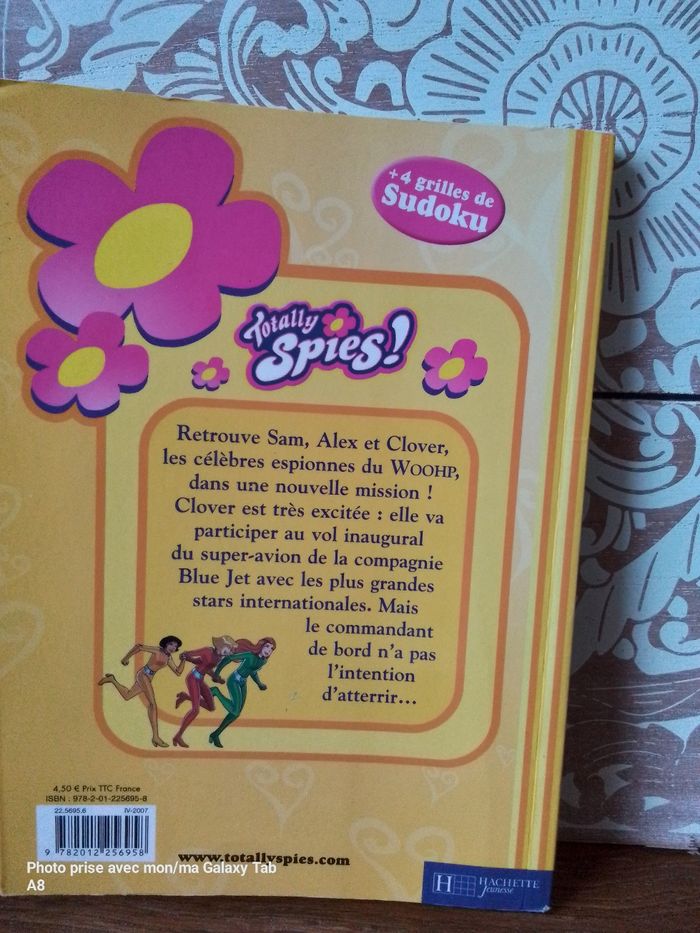 + 4 grilles de
Sudoku
Totally
Spies!
Retrouve Sam, Alex et Clover,
les célèbres espionnes du WOOHP,
dans une nouvelle mission !
Clover est très excitée : elle va
participer au vol inaugural
du super-avion de la compagnie
Blue Jet avec les plus grandes
stars internationales. Mais
le commandant
de bord n'a pas
l'intention
d'atterrir...
4,50 € Prix TTC France
ISBN : 978-2-01-225695-8
22.5695.6 IV-2007
9 782012 256958
www.totallyspies.com
H HACHETTE
Jeunesse
Photo prise avec mon/ma Galaxy Tab
A8